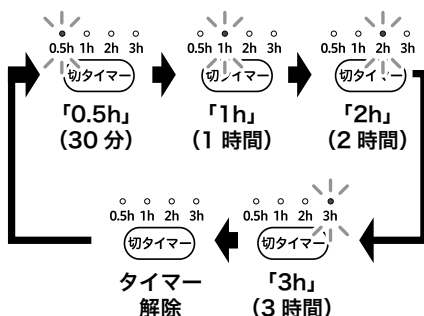 0.5h 1h 2h 3h
切タイマー
「0.5h」
（30 分）
0.5h 1h 2h 3h
切タイマー
「1h」
（1 時間）
0.5h 1h 2h 3h
切タイマー
「2h」
（2 時間）
0.5h 1h 2h 3h
切タイマー
タイマー
解除
0.5h 1h 2h 3h
切タイマー
「3h」
（3 時間）